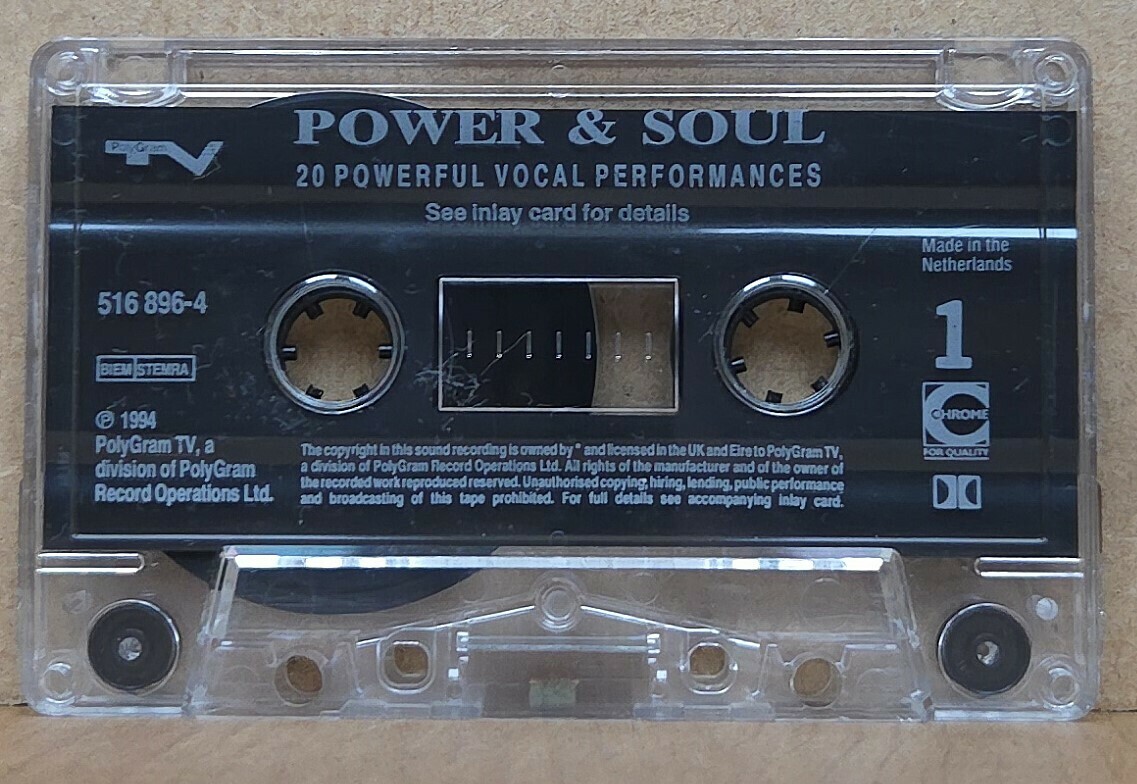 POWER & SOUL
PolyGram TV
20 POWERFUL VOCAL PERFORMANCES
See inlay card for details
Made in the
Netherlands
516 896-4
1
BIEM STEMRA
CHROME
FOR QUALITY
℗ 1994
PolyGram TV, a
division of PolyGram
Record Operations Ltd.
The copyright in this sound recording is owned by * and licensed in the UK and Eire to PolyGram TV,
a division of PolyGram Record Operations Ltd. All rights of the manufacturer and of the owner of
the recorded work reproduced reserved. Unauthorised copying, hiring, lending, public performance
and broadcasting of this tape prohibited. For full details see accompanying inlay card.